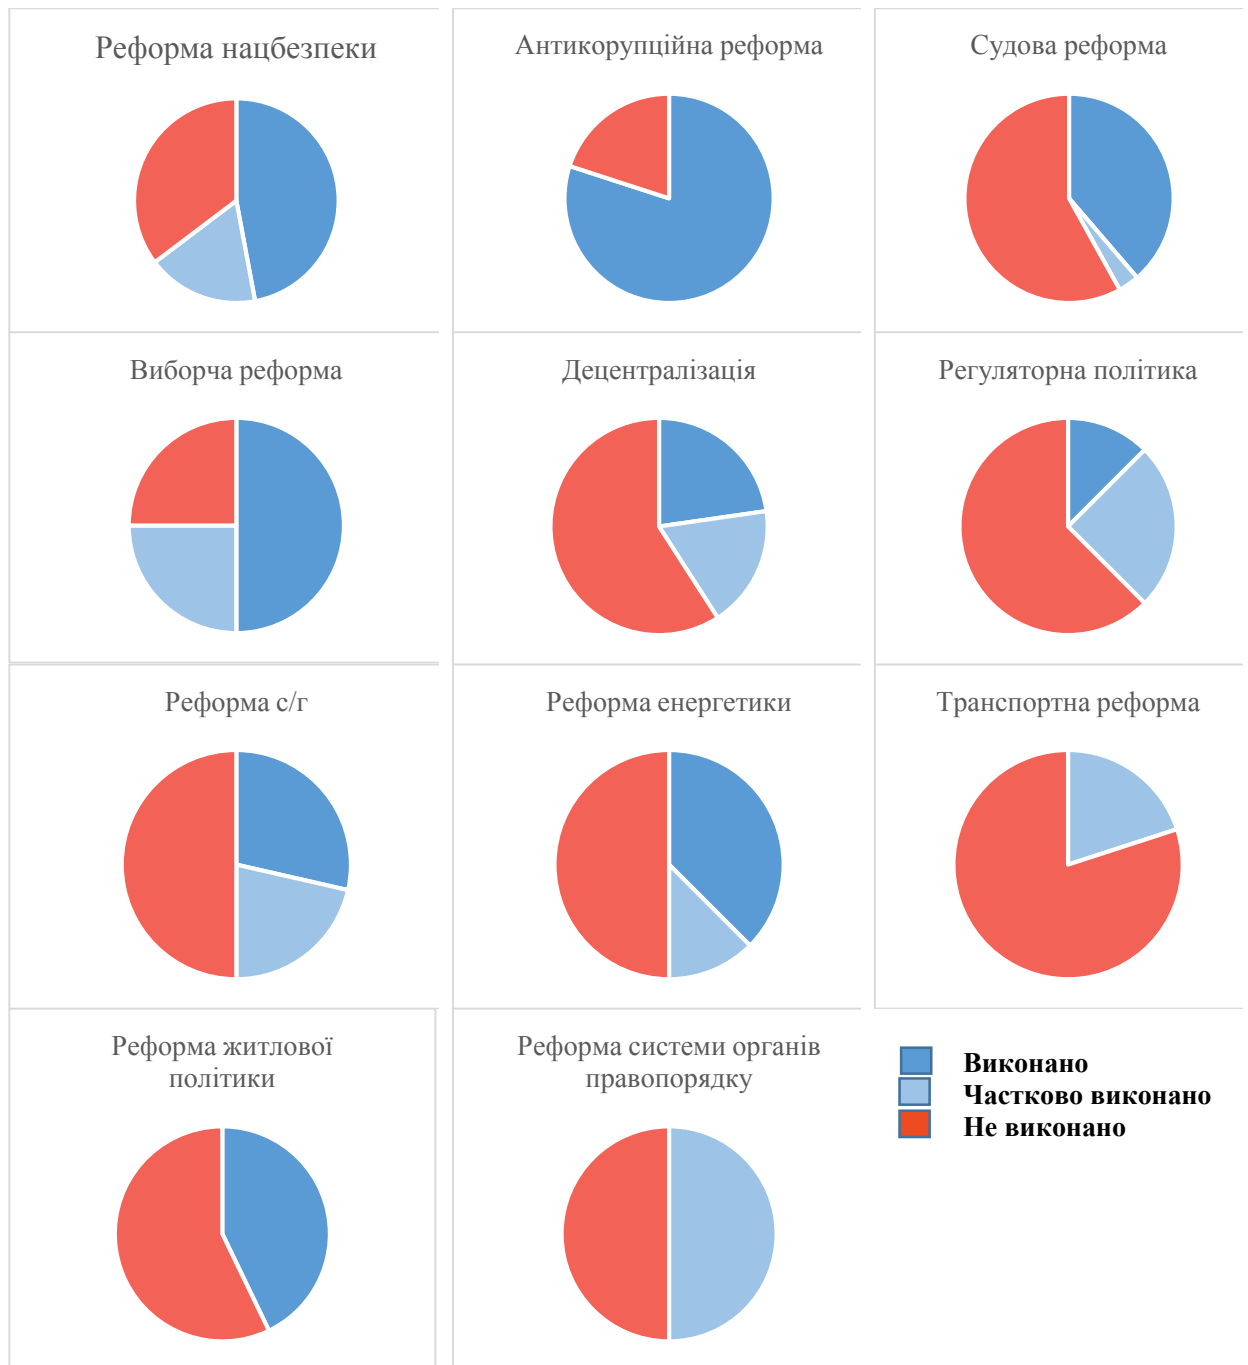 Реформа нацбезпеки
Антикорупційна реформа
Судова реформа
Виборча реформа
Децентралізація
Регуляторна політика
Реформа с/г
Реформа енергетики
Транспортна реформа
Реформа житлової
політики
Реформа системи органів
правопорядку
Виконано
Частково виконано
Не виконано